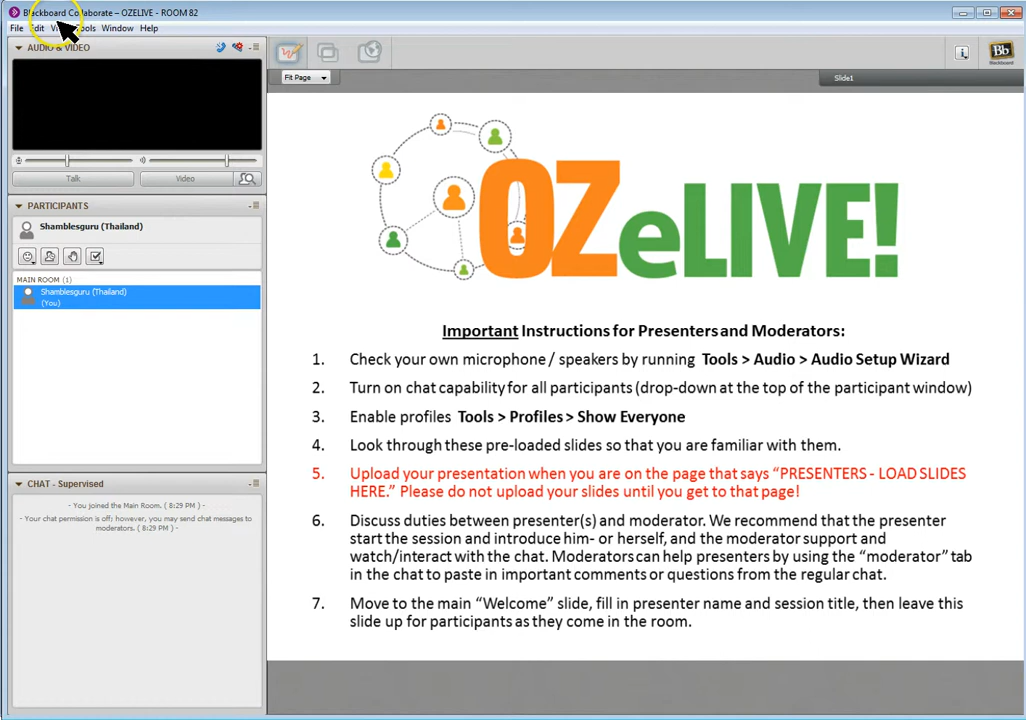 Blackboard Collaborate – OZELIVE - ROOM 82
File Edit Tools Window Help
AUDIO & VIDEO
Talk Video
PARTICIPANTS
Shamblesguru (Thailand)
MAIN ROOM (1)
Shamblesguru (Thailand)
(You)
CHAT - Supervised
- You joined the Main Room. ( 8:29 PM ) -
- Your chat permission is off; however, you may send chat messages to
moderators. ( 8:29 PM ) -
Bb
Blackboard
Fit Page
Slide1
OZeLIVE!
Important Instructions for Presenters and Moderators:
1. Check your own microphone / speakers by running Tools > Audio > Audio Setup Wizard
2. Turn on chat capability for all participants (drop-down at the top of the participant window)
3. Enable profiles Tools > Profiles > Show Everyone
4. Look through these pre-loaded slides so that you are familiar with them.
5. Upload your presentation when you are on the page that says “PRESENTERS - LOAD SLIDES
HERE.” Please do not upload your slides until you get to that page!
6. Discuss duties between presenter(s) and moderator. We recommend that the presenter
start the session and introduce him- or herself, and the moderator support and
watch/interact with the chat. Moderators can help presenters by using the “moderator” tab
in the chat to paste in important comments or questions from the regular chat.
7. Move to the main “Welcome” slide, fill in presenter name and session title, then leave this
slide up for participants as they come in the room.